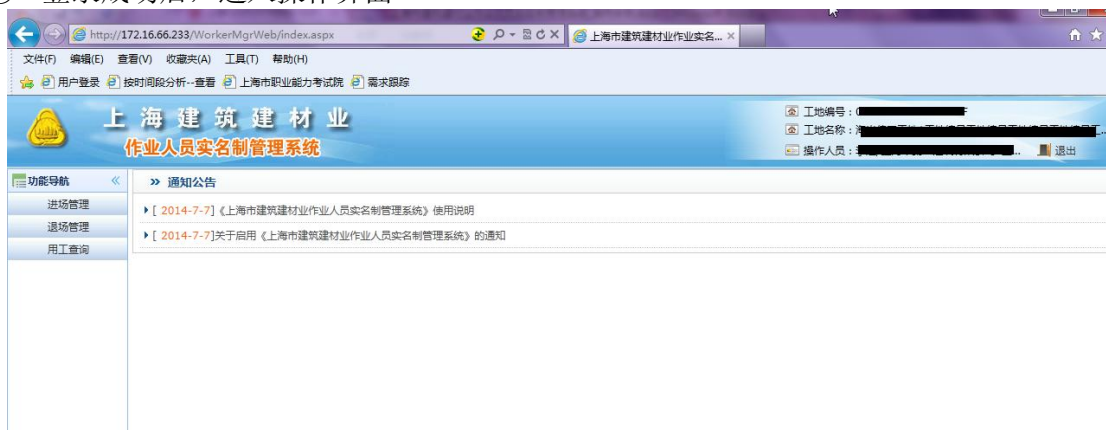 登录成功后，进入操作界面
http://172.16.66.233/WorkerMgrWeb/index.aspx
上海市建筑建材业作业实名...
文件(F) 编辑(E) 查看(V) 收藏夹(A) 工具(T) 帮助(H)
用户登录 按时间段分析--查看 上海市职业能力考试院 需求跟踪
上海建筑建材业
作业人员实名制管理系统
工地编号：
工地名称：
操作人员：
退出
功能导航
进场管理
退场管理
用工查询
通知公告
[ 2014-7-7]《上海市建筑建材业作业人员实名制管理系统》使用说明
[ 2014-7-7]关于启用《上海市建筑建材业作业人员实名制管理系统》的通知